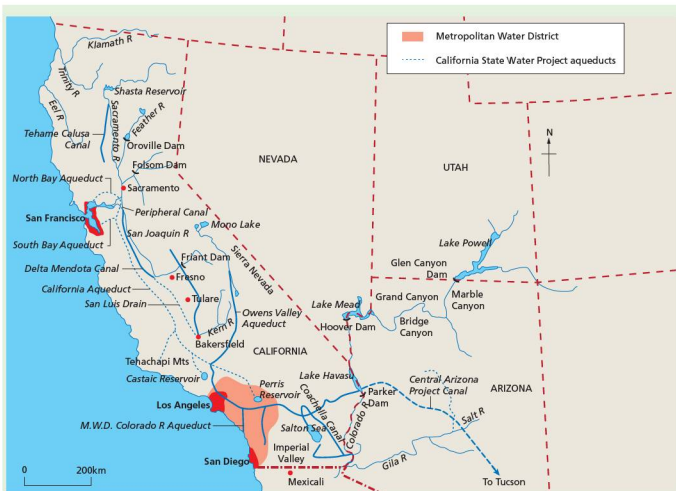 Metropolitan Water District
California State Water Project aqueducts
Klamath R
Trinity R
Eel R
Shasta Reservoir
Sacramento R
Feather R
Tehame Calusa
Canal
Oroville Dam
Folsom Dam
NEVADA
UTAH
N
North Bay Aqueduct
Sacramento
San Francisco
Peripheral Canal
Mono Lake
South Bay Aqueduct
San Joaquin R
Sierra Nevada
Lake Powell
Delta Mendota Canal
Friant Dam
Fresno
Glen Canyon
Dam
California Aqueduct
San Luis Drain
Tulare
Lake Mead
Grand Canyon
Marble
Canyon
Kern R
Owens Valley
Aqueduct
Hoover Dam
Bridge
Canyon
Bakersfield
CALIFORNIA
Tehachapi Mts
Castaic Reservoir
Perris
Reservoir
Lake Havasu
Parker
Dam
Central Arizona
Project Canal
ARIZONA
Los Angeles
Coachella Canal
Colorado R
Salt R
M.W.D. Colorado R Aqueduct
Salton Sea
Imperial
Valley
Gila R
San Diego
Mexicali
To Tucson
0
200km